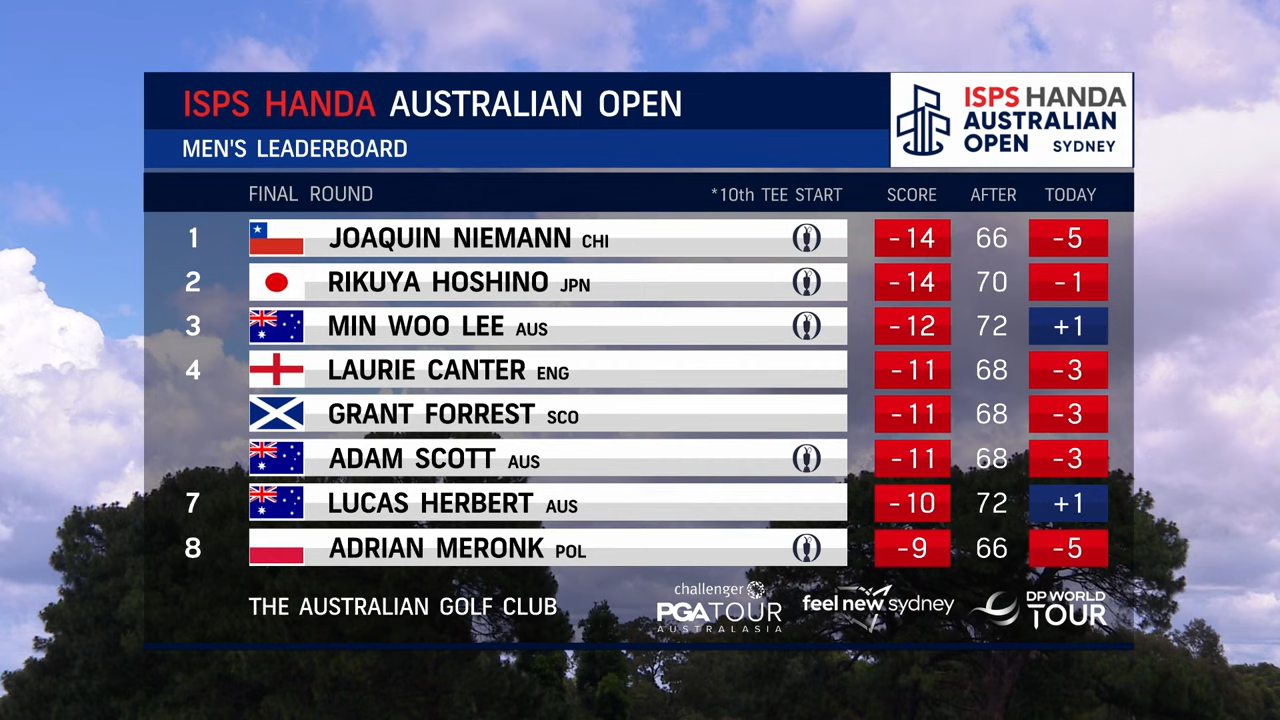 ISPS HANDA AUSTRALIAN OPEN
ISPS HANDA
AUSTRALIAN
OPEN SYDNEY
MEN'S LEADERBOARD
FINAL ROUND *10th TEE START SCORE AFTER TODAY
1 JOAQUIN NIEMANN CHI -14 66 -5
2 RIKUYA HOSHINO JPN -14 70 -1
3 MIN WOO LEE AUS -12 72 +1
4 LAURIE CANTER ENG -11 68 -3
GRANT FORREST SCO -11 68 -3
ADAM SCOTT AUS -11 68 -3
7 LUCAS HERBERT AUS -10 72 +1
8 ADRIAN MERONK POL -9 66 -5
THE AUSTRALIAN GOLF CLUB
challenger
PGA TOUR
AUSTRALASIA
feel new sydney
DP WORLD
TOUR